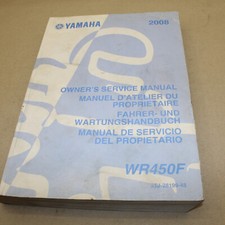 YAMAHA
2008
OWNER'S SERVICE MANUAL
MANUEL D'ATELIER DU
PROPRIETAIRE
FAHRER- UND
WARTUNGSHANDBUCH
MANUAL DE SERVICIO
DEL PROPIETARIO
WR450F